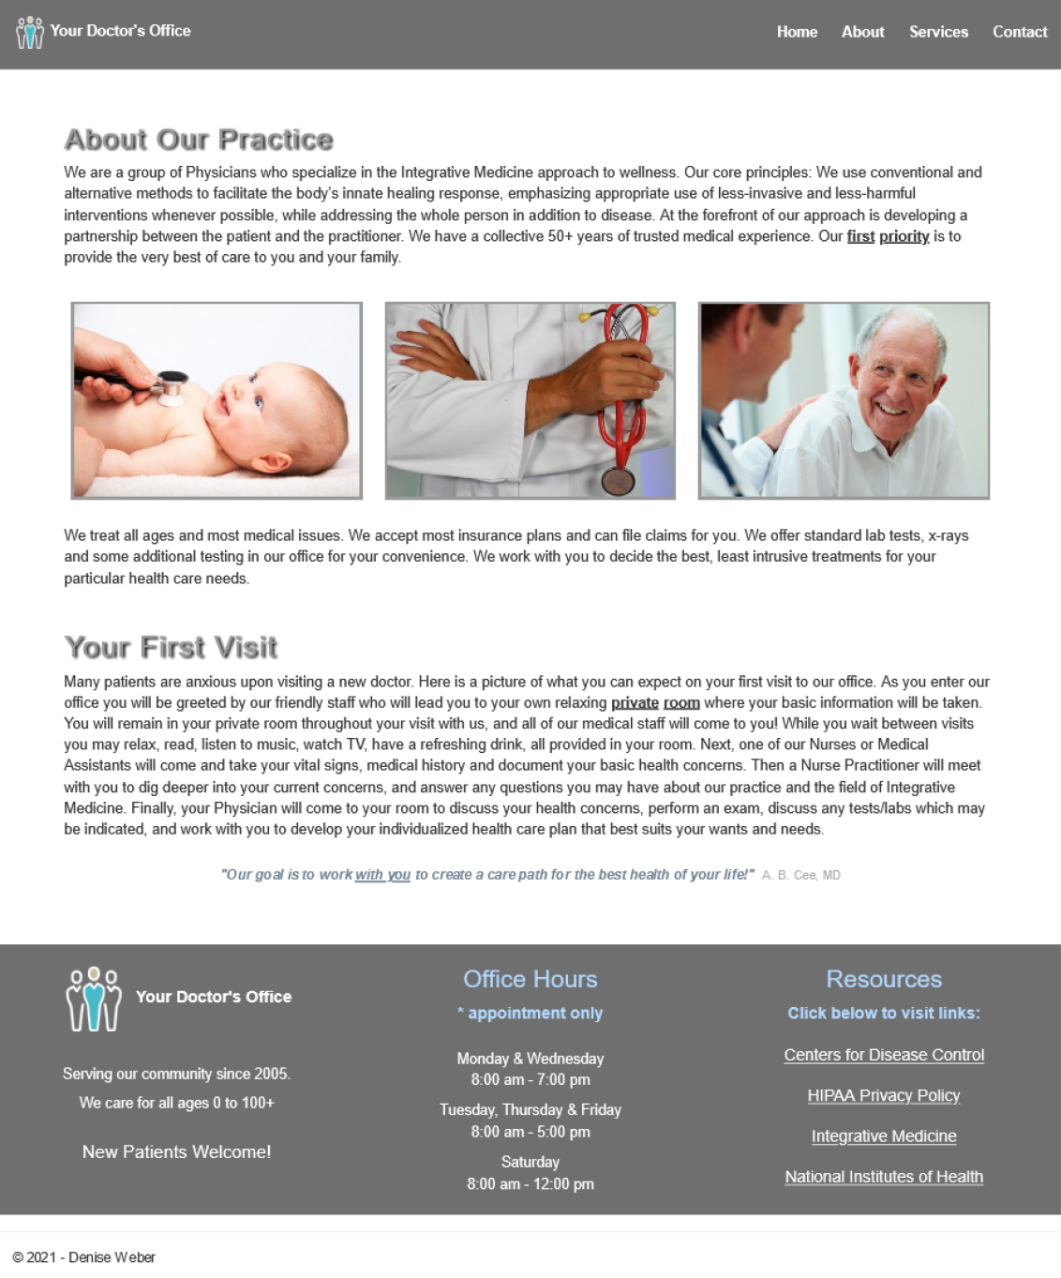 Your Doctor's Office
Home About Services Contact
About Our Practice
We are a group of Physicians who specialize in the Integrative Medicine approach to wellness. Our core principles: We use conventional and
alternative methods to facilitate the body's innate healing response, emphasizing appropriate use of less-invasive and less-harmful
interventions whenever possible, while addressing the whole person in addition to disease. At the forefront of our approach is developing a
partnership between the patient and the practitioner. We have a collective 50+ years of trusted medical experience. Our first priority is to
provide the very best of care to you and your family.
We treat all ages and most medical issues. We accept most insurance plans and can file claims for you. We offer standard lab tests, x-rays
and some additional testing in our office for your convenience. We work with you to decide the best, least intrusive treatments for your
particular health care needs.
Your First Visit
Many patients are anxious upon visiting a new doctor. Here is a picture of what you can expect on your first visit to our office. As you enter our
office you will be greeted by our friendly staff who will lead you to your own relaxing private room where your basic information will be taken.
You will remain in your private room throughout your visit with us, and all of our medical staff will come to you! While you wait between visits
you may relax, read, listen to music, watch TV, have a refreshing drink, all provided in your room. Next, one of our Nurses or Medical
Assistants will come and take your vital signs, medical history and document your basic health concerns. Then a Nurse Practitioner will meet
with you to dig deeper into your current concerns, and answer any questions you may have about our practice and the field of Integrative
Medicine. Finally, your Physician will come to your room to discuss your health concerns, perform an exam, discuss any tests/labs which may
be indicated, and work with you to develop your individualized health care plan that best suits your wants and needs.
"Our goal is to work with you to create a care path for the best health of your life!" A. B. Cee, MD
Your Doctor's Office
Serving our community since 2005.
We care for all ages 0 to 100+
New Patients Welcome!
Office Hours
* appointment only
Monday & Wednesday
8:00 am - 7:00 pm
Tuesday, Thursday & Friday
8:00 am - 5:00 pm
Saturday
8:00 am - 12:00 pm
Resources
Click below to visit links:
Centers for Disease Control
HIPAA Privacy Policy
Integrative Medicine
National Institutes of Health
© 2021 - Denise Weber